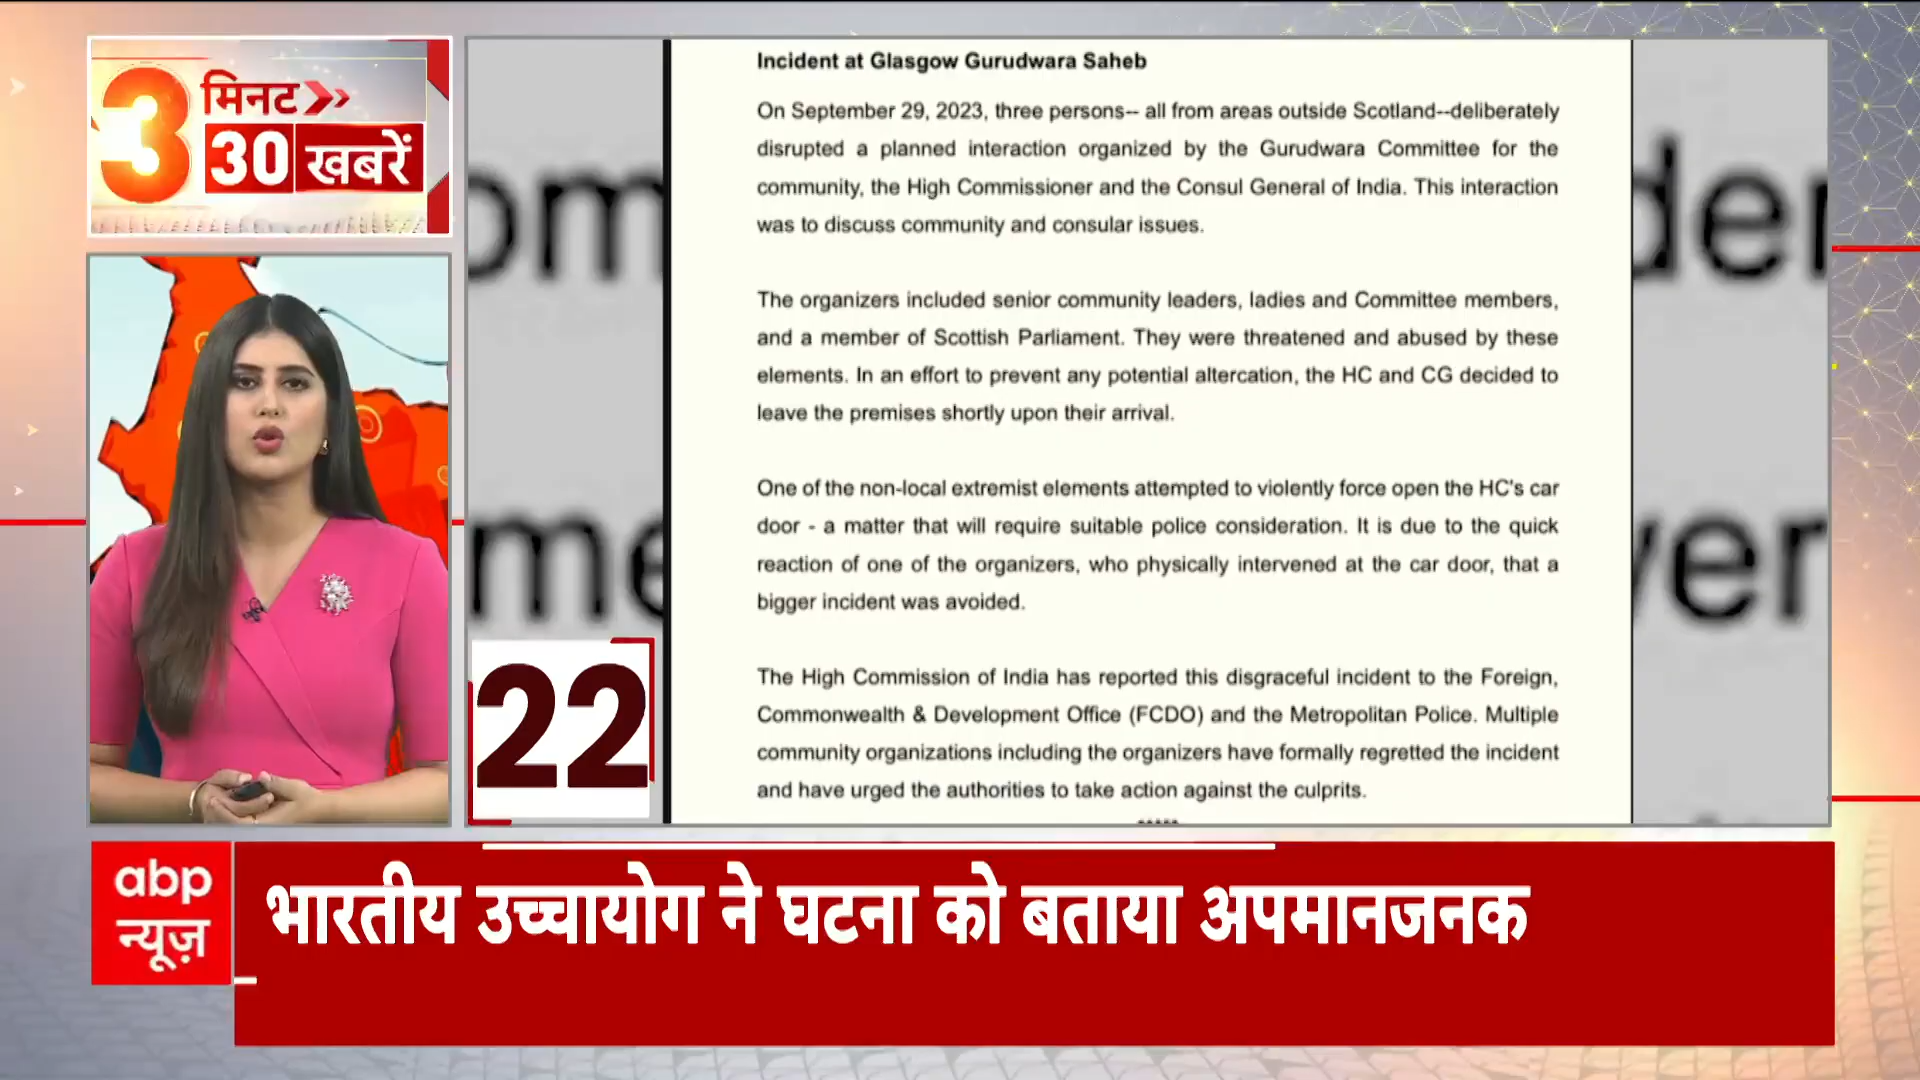 3 मिनट
30 खबरें
Incident at Glasgow Gurudwara Saheb
On September 29, 2023, three persons-- all from areas outside Scotland--deliberately
disrupted a planned interaction organized by the Gurudwara Committee for the
community, the High Commissioner and the Consul General of India. This interaction
was to discuss community and consular issues.
The organizers included senior community leaders, ladies and Committee members,
and a member of Scottish Parliament. They were threatened and abused by these
elements. In an effort to prevent any potential altercation, the HC and CG decided to
leave the premises shortly upon their arrival.
One of the non-local extremist elements attempted to violently force open the HC's car
door - a matter that will require suitable police consideration. It is due to the quick
reaction of one of the organizers, who physically intervened at the car door, that a
bigger incident was avoided.
The High Commission of India has reported this disgraceful incident to the Foreign,
Commonwealth & Development Office (FCDO) and the Metropolitan Police. Multiple
community organizations including the organizers have formally regretted the incident
and have urged the authorities to take action against the culprits.
22
abp
न्यूज़
भारतीय उच्चायोग ने घटना को बताया अपमानजनक